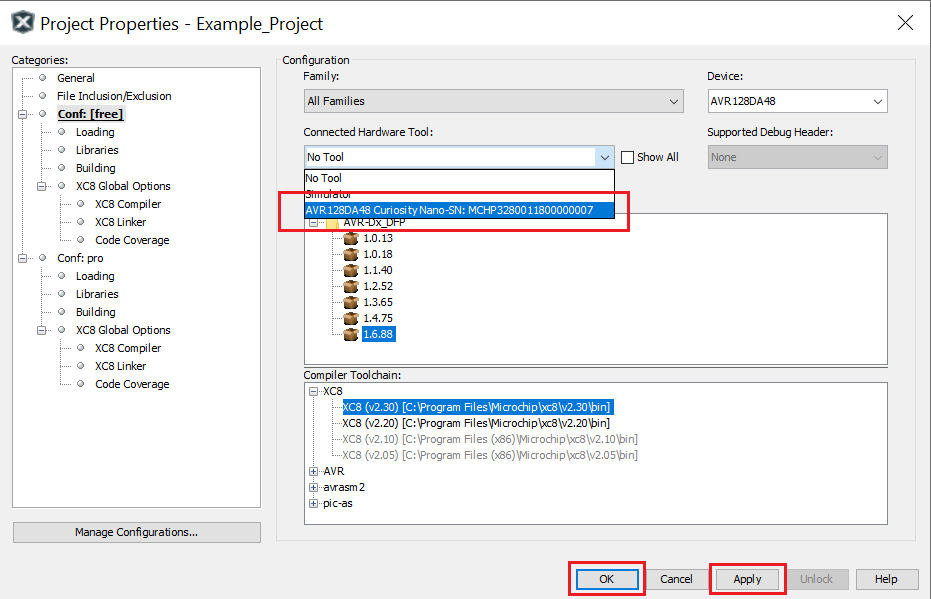 Project Properties - Example_Project
Categories:
General
File Inclusion/Exclusion
Conf: [free]
Loading
Libraries
Building
XC8 Global Options
XC8 Compiler
XC8 Linker
Code Coverage
Conf: pro
Loading
Libraries
Building
XC8 Global Options
XC8 Compiler
XC8 Linker
Code Coverage
Manage Configurations...
Configuration
Family:
All Families
Device:
AVR128DA48
Connected Hardware Tool:
No Tool
Show All
Supported Debug Header:
None
No Tool
Simulator
AVR128DA48 Curiosity Nano-SN: MCHP3280011800000007
AVR-Dx_DFP
1.0.13
1.0.18
1.1.40
1.2.52
1.3.65
1.4.75
1.6.88
Compiler Toolchain:
XC8
XC8 (v2.30) [C:\Program Files\Microchip\xc8\v2.30\bin]
XC8 (v2.20) [C:\Program Files\Microchip\xc8\v2.20\bin]
XC8 (v2.10) [C:\Program Files (x86)\Microchip\xc8\v2.10\bin]
XC8 (v2.05) [C:\Program Files (x86)\Microchip\xc8\v2.05\bin]
AVR
avrasm2
pic-as
OK
Cancel
Apply
Unlock
Help